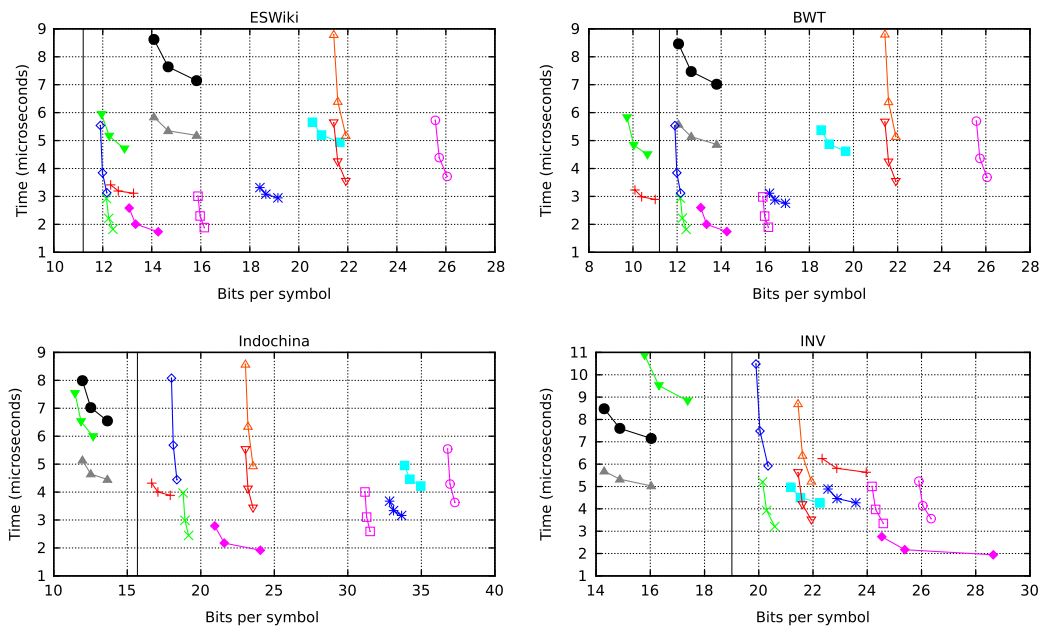 ESWiki
9
8
7
6
5
4
3
2
1
Time (microseconds)
10 12 14 16 18 20 22 24 26 28
Bits per symbol
BWT
9
8
7
6
5
4
3
2
1
Time (microseconds)
8 10 12 14 16 18 20 22 24 26 28
Bits per symbol
Indochina
9
8
7
6
5
4
3
2
1
Time (microseconds)
10 15 20 25 30 35 40
Bits per symbol
INV
11
10
9
8
7
6
5
4
3
2
1
Time (microseconds)
14 16 18 20 22 24 26 28 30
Bits per symbol